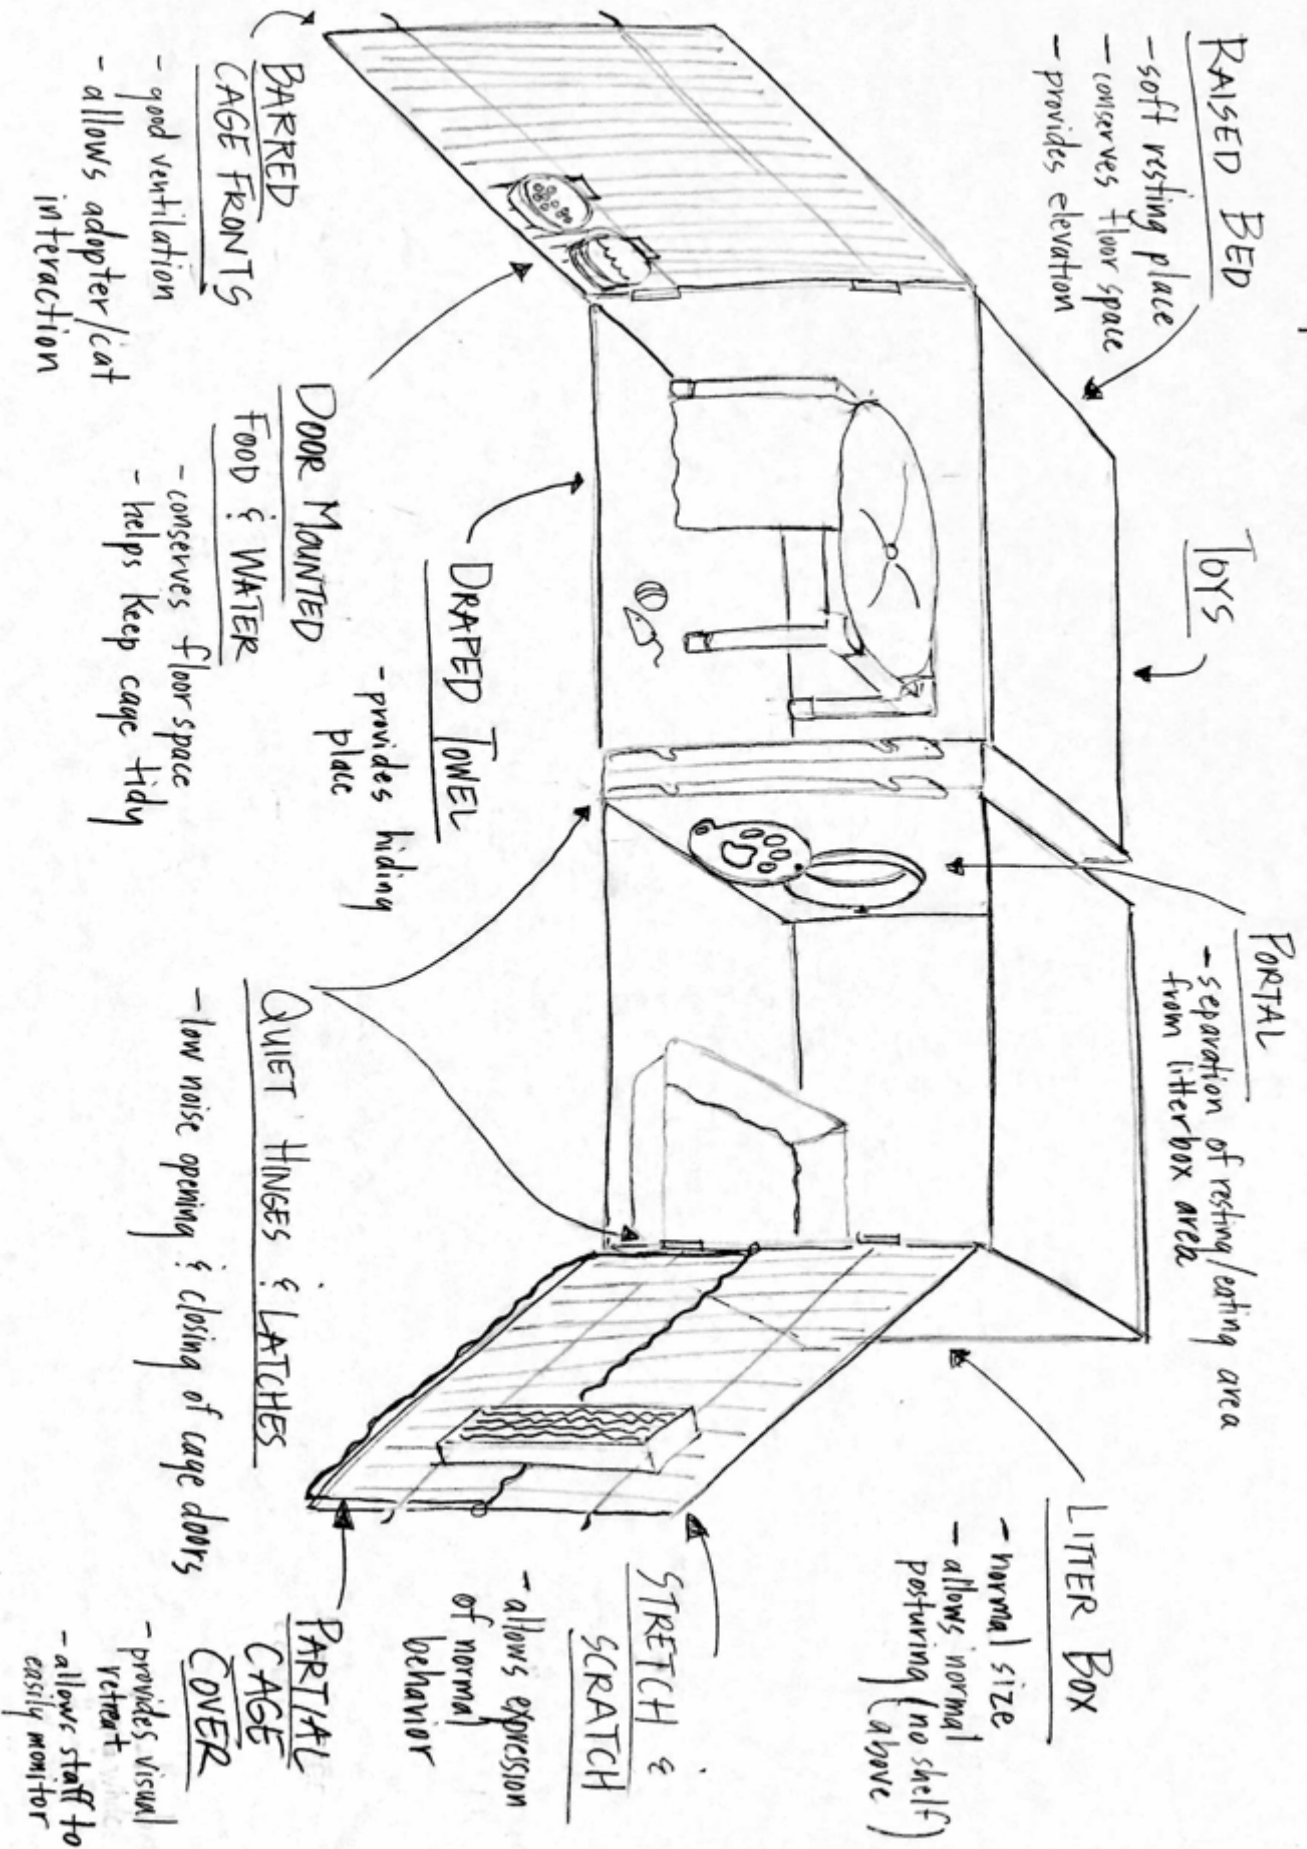 RAISED BED
- soft resting place
- conserves floor space
- provides elevation
TOYS
PORTAL
- separation of resting/eating area
from litterbox area
LITTER BOX
- normal size
- allows normal
posturing (no shelf
above)
BARRED
CAGE FRONTS
- good ventilation
- allows adopter/cat
interaction
DOOR MOUNTED
FOOD & WATER
- conserves floor space
- helps keep cage tidy
DRAPED TOWEL
- provides hiding
place
QUIET HINGES & LATCHES
- low noise opening & closing of cage doors
STRETCH &
SCRATCH
- allows expression
of normal
behavior
PARTIAL
CAGE
COVER
- provides visual
retreat
- allows staff to
easily monitor